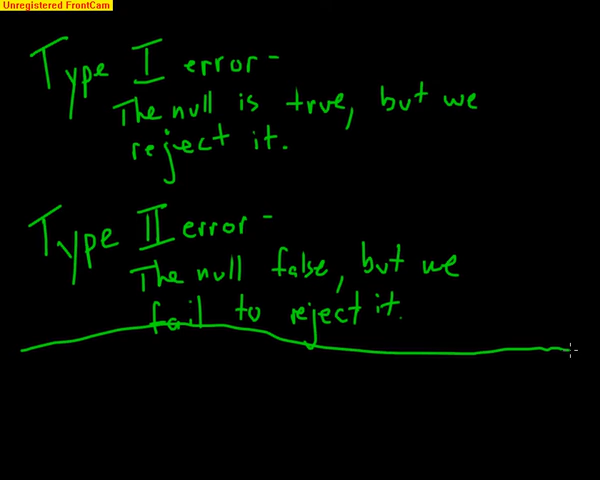 Unregistered FrontCam
Type I error -
The null is true, but we
reject it.
Type II error -
The null false, but we
fail to reject it.